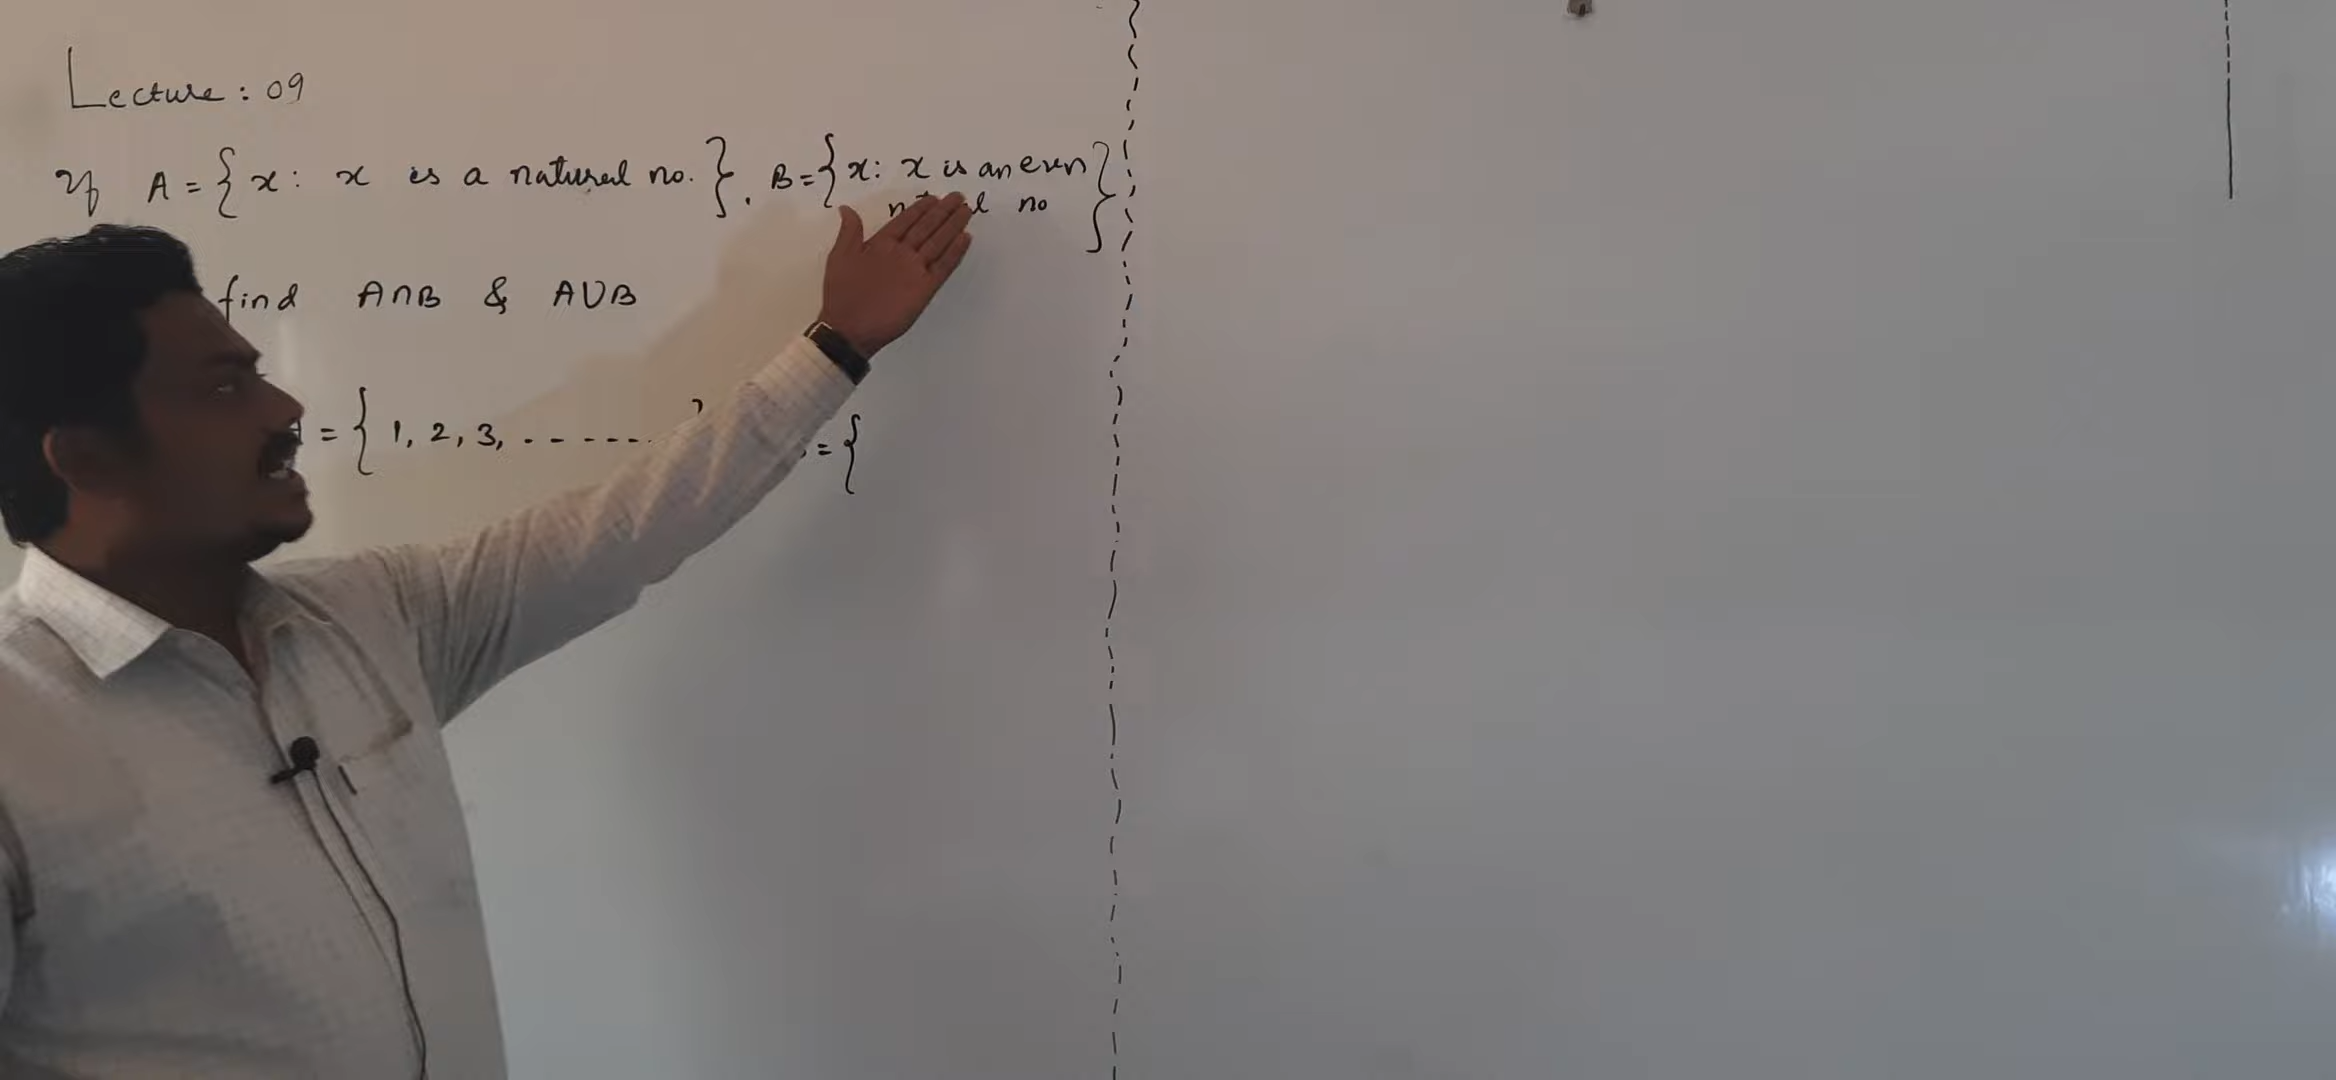 Lecture : 09
If A = { x : x is a natural no. }. B = { x : x is an even
no }
find A∩B & A∪B
= { 1, 2, 3, ....... } = {